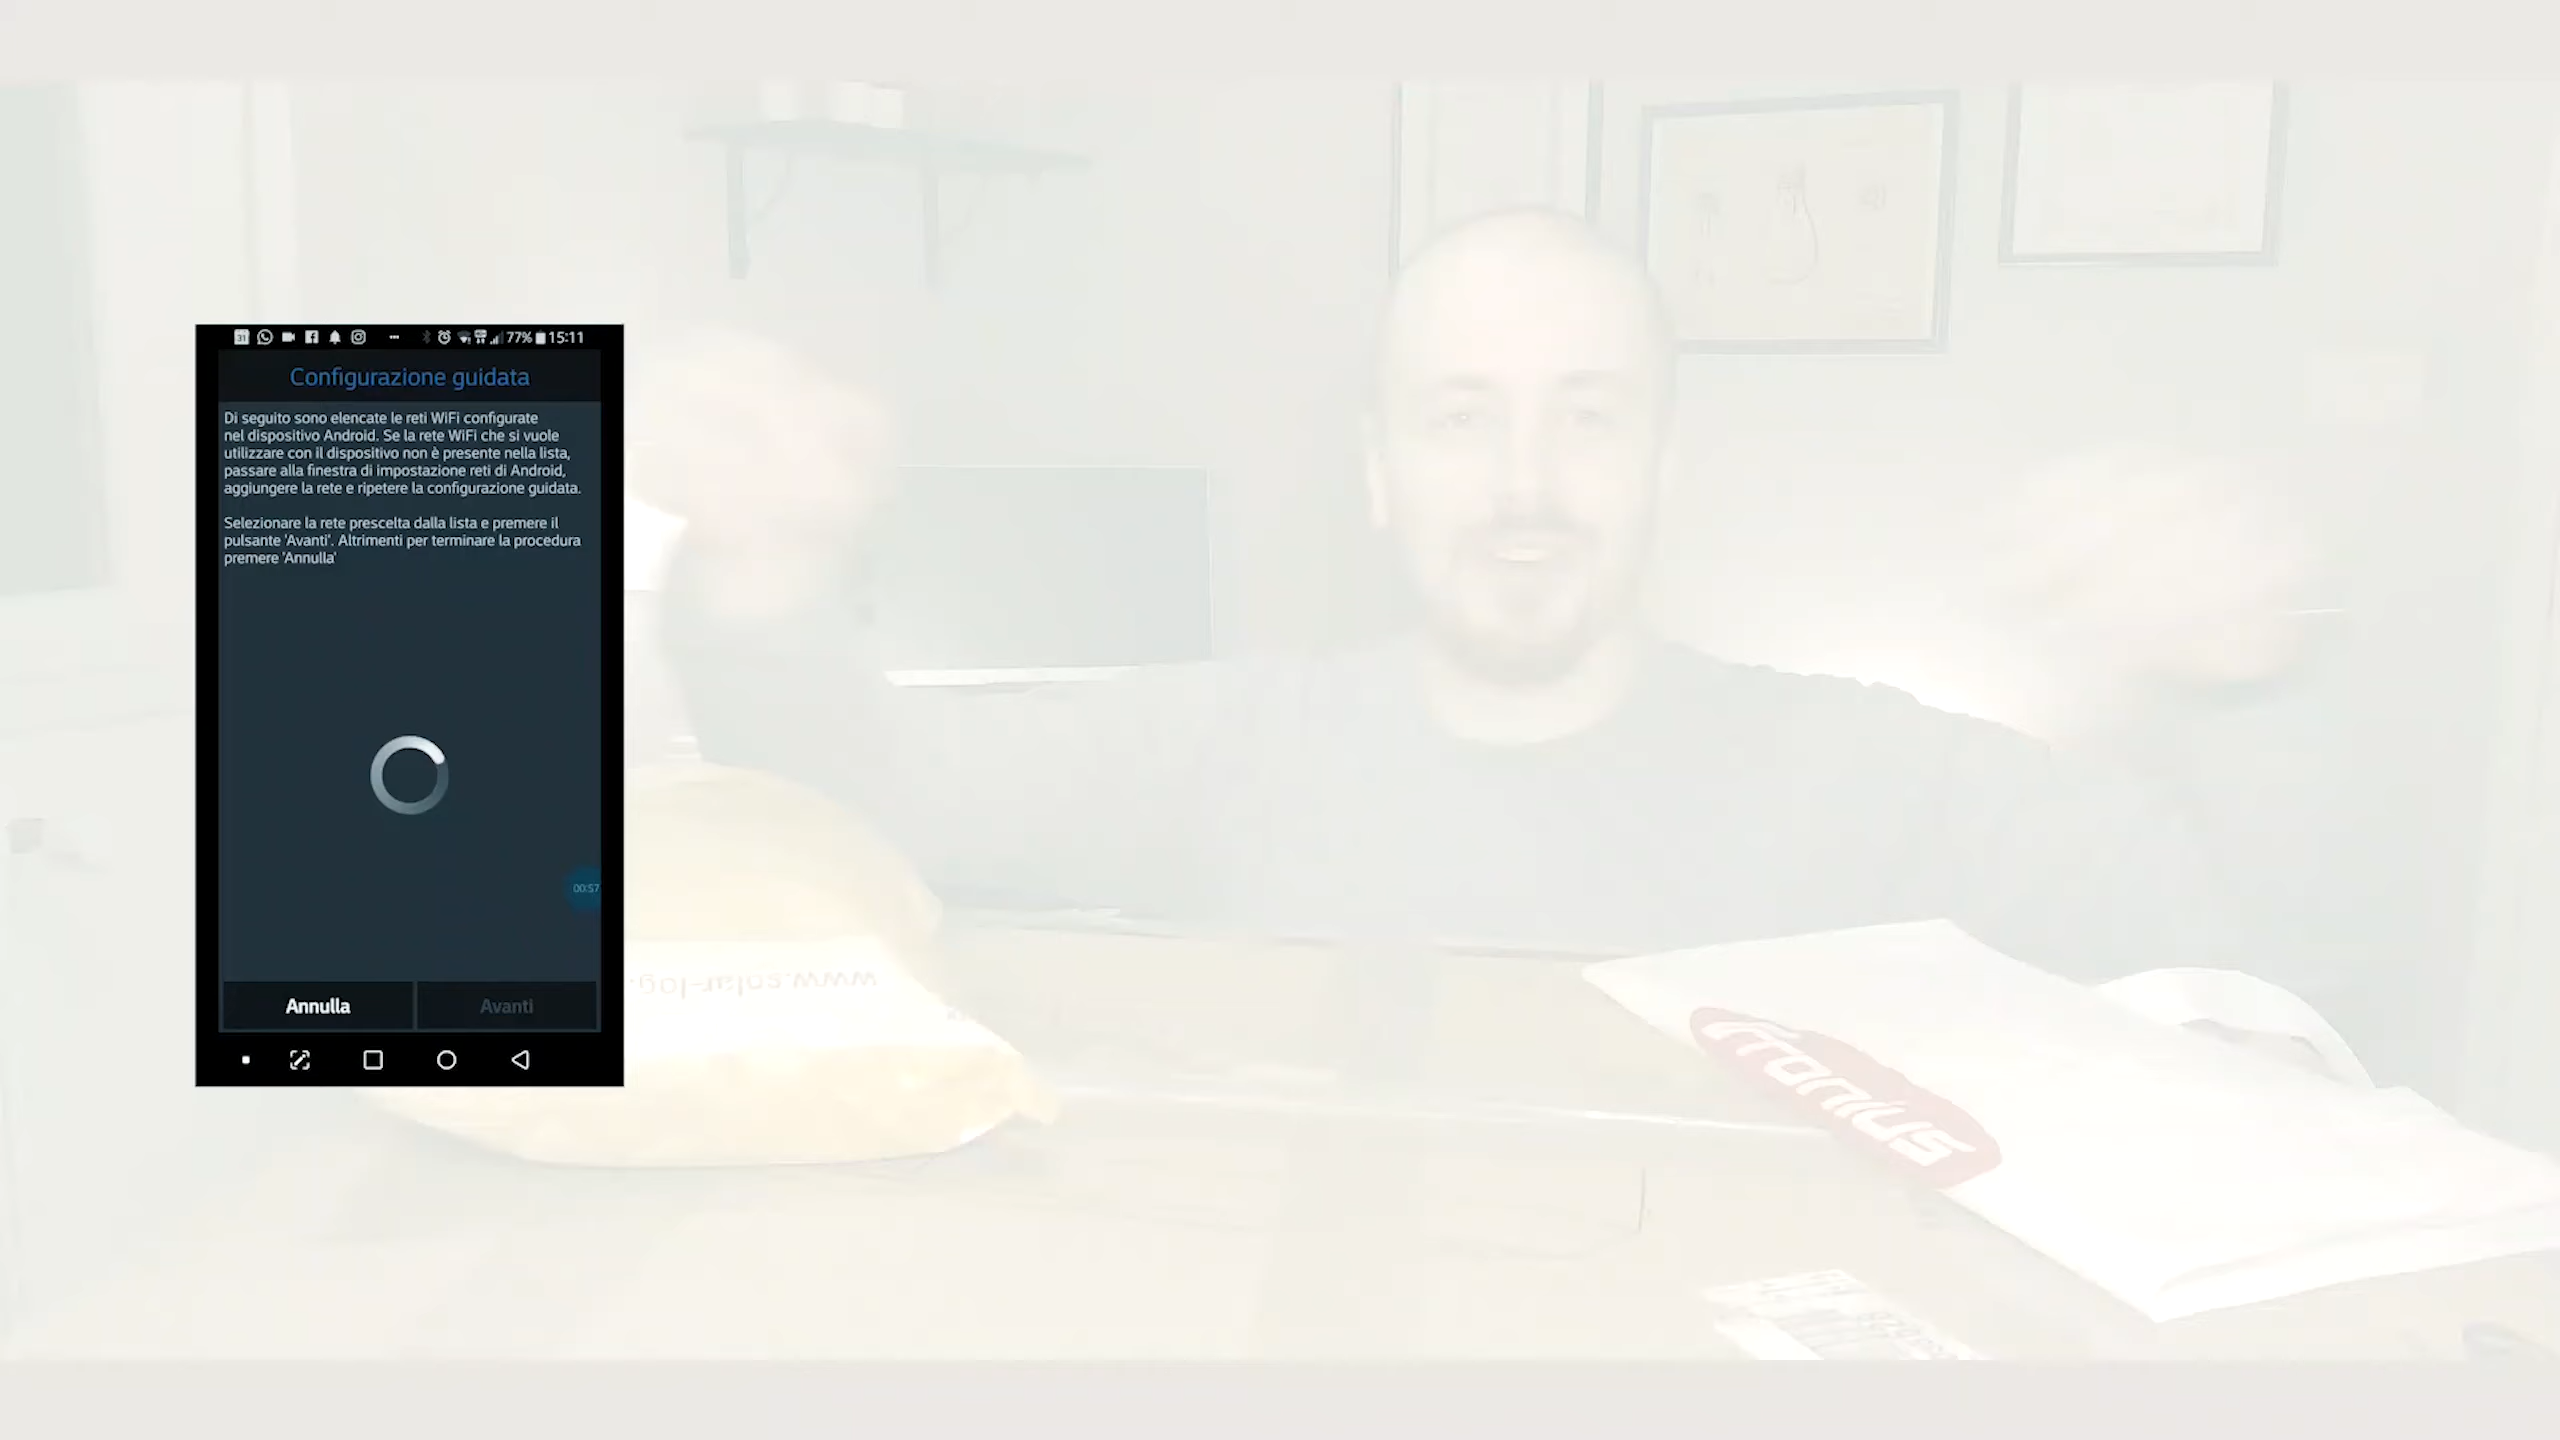 31
77% 15:11
Configurazione guidata
Di seguito sono elencate le reti WiFi configurate
nel dispositivo Android. Se la rete WiFi che si vuole
utilizzare con il dispositivo non è presente nella lista,
passare alla finestra di impostazione reti di Android,
aggiungere la rete e ripetere la configurazione guidata.
Selezionare la rete prescelta dalla lista e premere il
pulsante 'Avanti'. Altrimenti per terminare la procedura
premere 'Annulla'
00:57
Annulla Avanti
www.solar-log.
Fronius